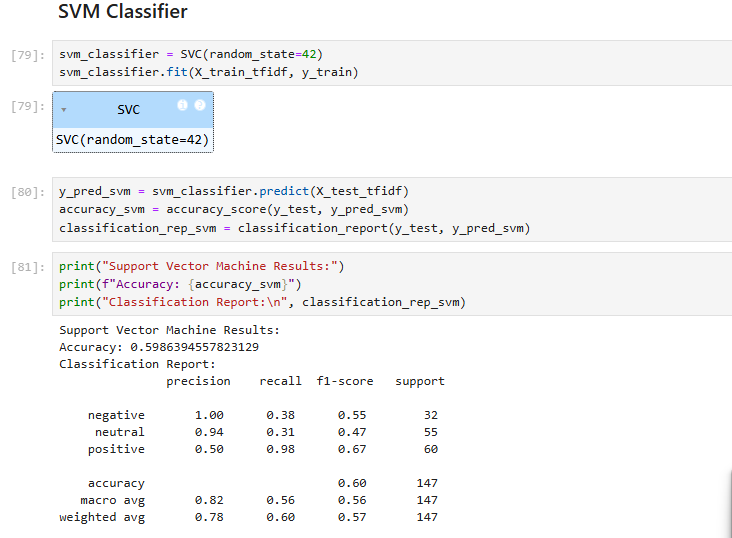 SVM Classifier
[79]: svm_classifier = SVC(random_state=42)
svm_classifier.fit(X_train_tfidf, y_train)
[79]: SVC
SVC(random_state=42)
[80]: y_pred_svm = svm_classifier.predict(X_test_tfidf)
accuracy_svm = accuracy_score(y_test, y_pred_svm)
classification_rep_svm = classification_report(y_test, y_pred_svm)
[81]: print("Support Vector Machine Results:")
print(f"Accuracy: {accuracy_svm}")
print("Classification Report:\n", classification_rep_svm)
Support Vector Machine Results:
Accuracy: 0.5986394557823129
Classification Report:
precision recall f1-score support
negative 1.00 0.38 0.55 32
neutral 0.94 0.31 0.47 55
positive 0.50 0.98 0.67 60
accuracy 0.60 147
macro avg 0.82 0.56 0.56 147
weighted avg 0.78 0.60 0.57 147